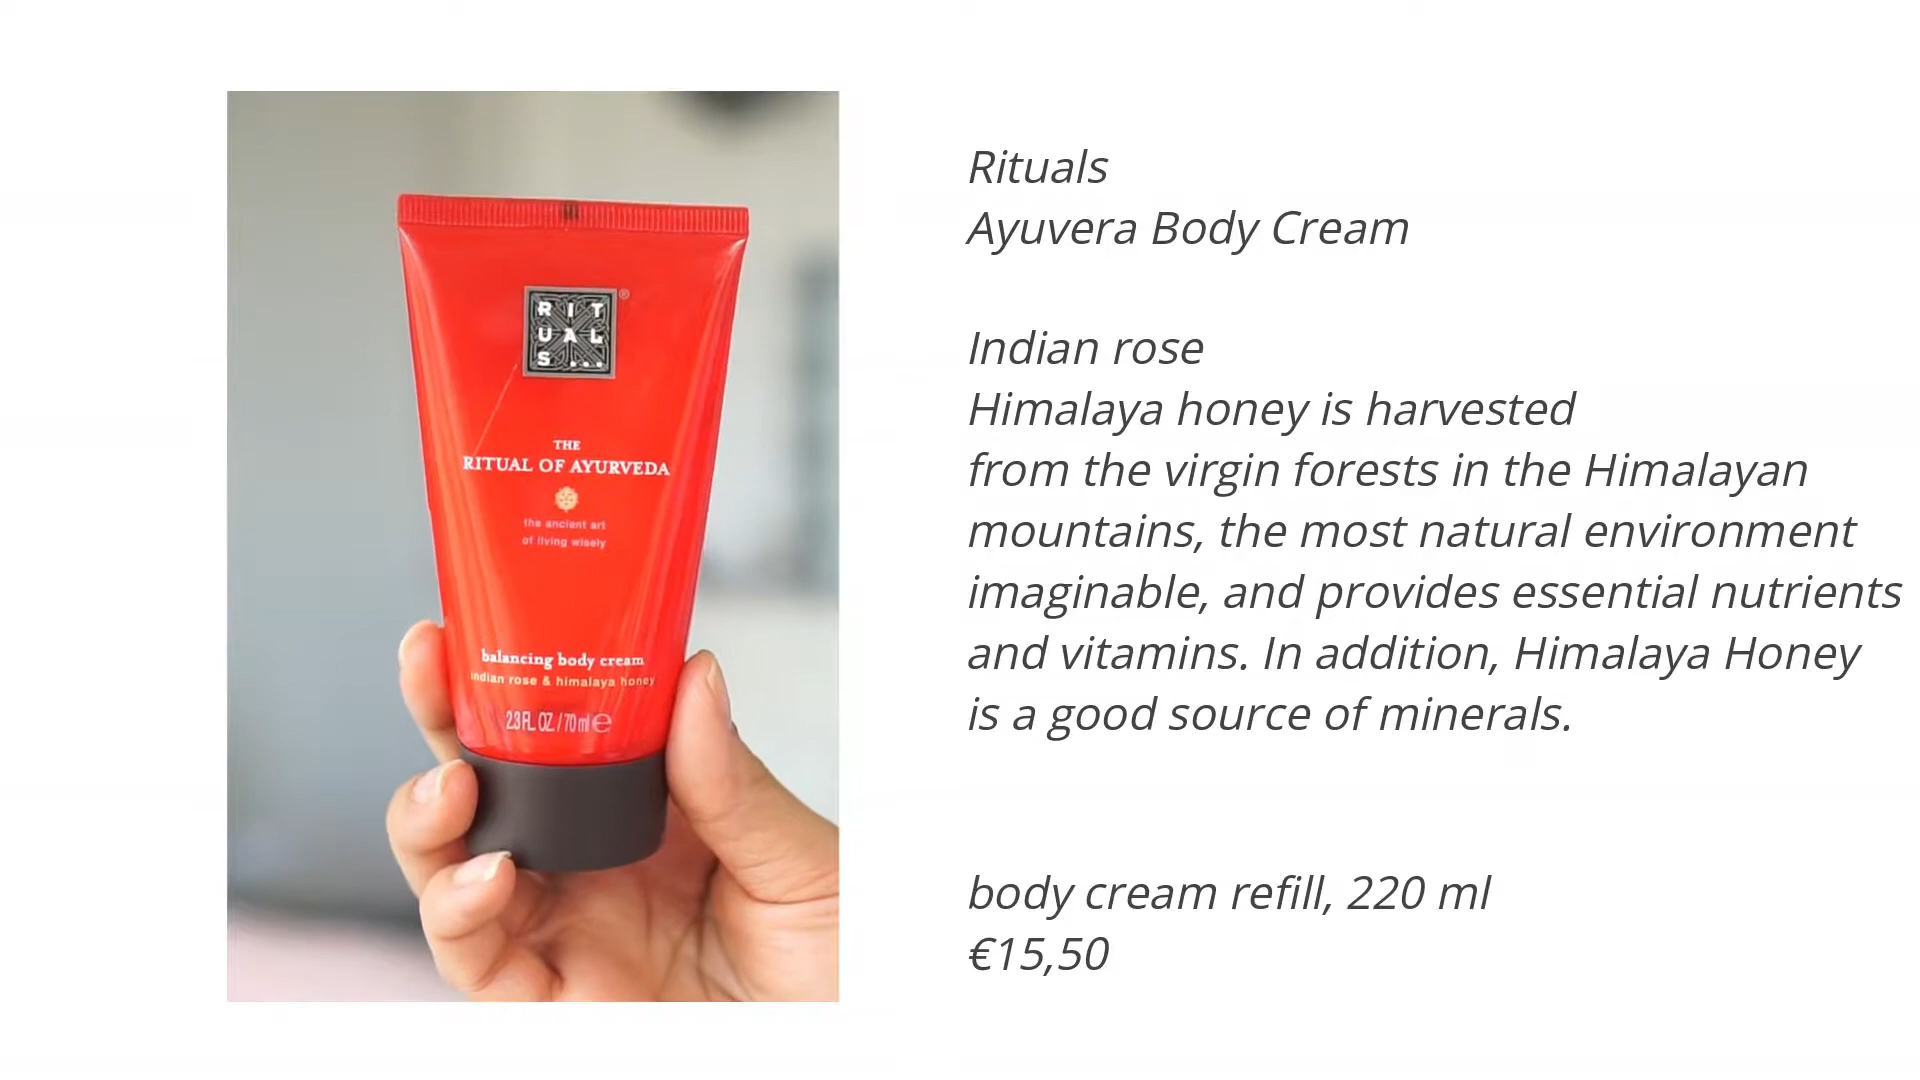 RIT
UAL
S...
®
THE
RITUAL OF AYURVEDA
the ancient art
of living wisely
balancing body cream
indian rose & himalaya honey
2.3 FL. OZ. / 70 ml e
Rituals
Ayuvera Body Cream
Indian rose
Himalaya honey is harvested
from the virgin forests in the Himalayan
mountains, the most natural environment
imaginable, and provides essential nutrients
and vitamins. In addition, Himalaya Honey
is a good source of minerals.
body cream refill, 220 ml
€15,50